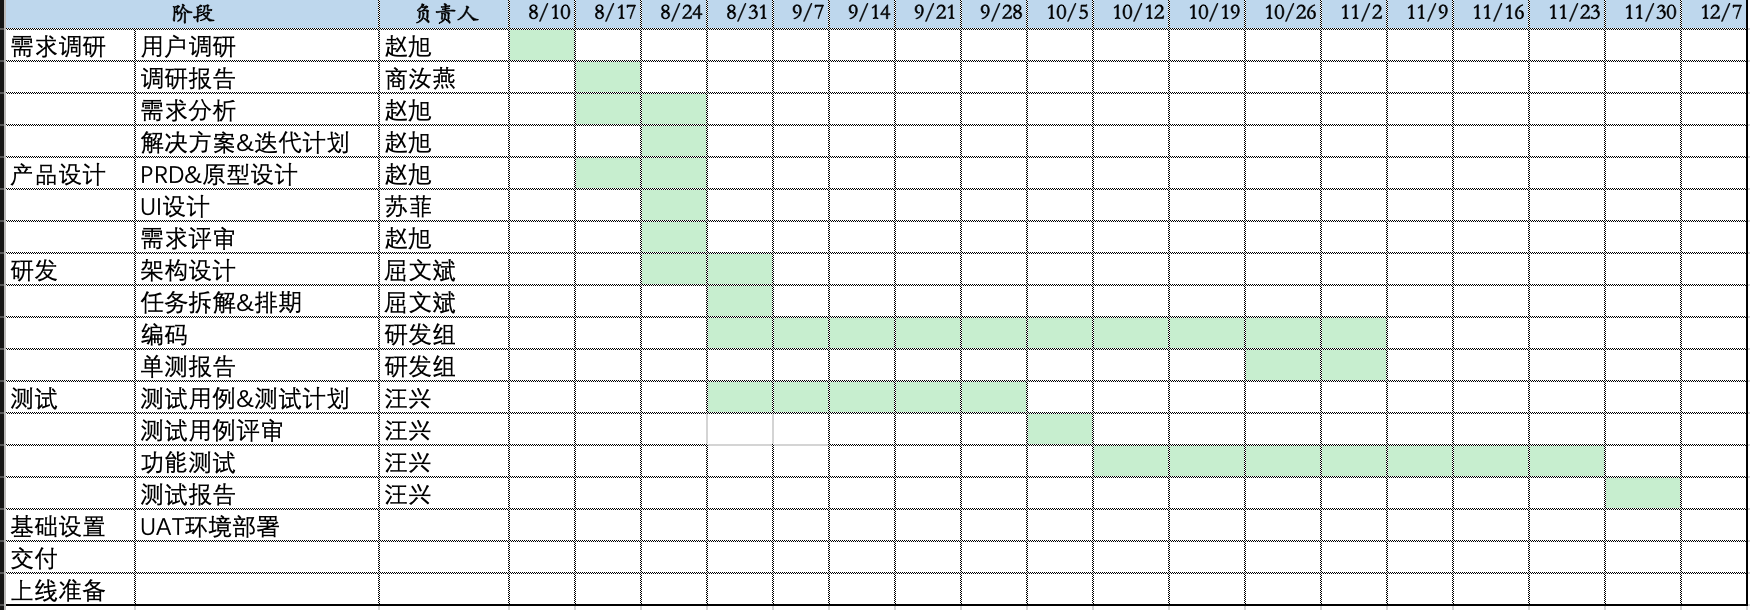 阶段 负责人 8/10 8/17 8/24 8/31 9/7 9/14 9/21 9/28 10/5 10/12 10/19 10/26 11/2 11/9 11/16 11/23 11/30 12/7
需求调研 用户调研 赵旭
调研报告 商汝燕
需求分析 赵旭
解决方案&迭代计划 赵旭
产品设计 PRD&原型设计 赵旭
UI设计 苏菲
需求评审 赵旭
研发 架构设计 屈文斌
任务拆解&排期 屈文斌
编码 研发组
单测报告 研发组
测试 测试用例&测试计划 汪兴
测试用例评审 汪兴
功能测试 汪兴
测试报告 汪兴
基础设置 UAT环境部署
交付
上线准备